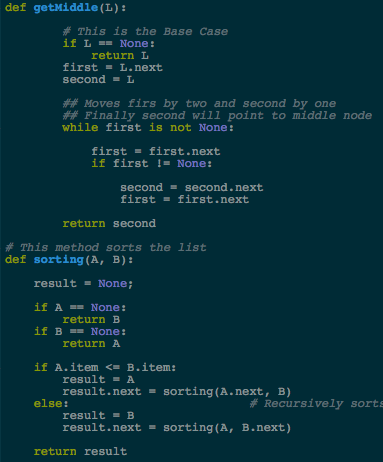 def getMiddle(L):
# This is the Base Case
if L == None:
return L
first = L.next
second = L
## Moves firs by two and second by one
## Finally second will point to middle node
while first is not None:
first = first.next
if first != None:
second = second.next
first = first.next
return second
# This method sorts the list
def sorting(A, B):
result = None;
if A == None:
return B
if B == None:
return A
if A.item <= B.item:
result = A
result.next = sorting(A.next, B)
else: # Recursively sorts
result = B
result.next = sorting(A, B.next)
return result